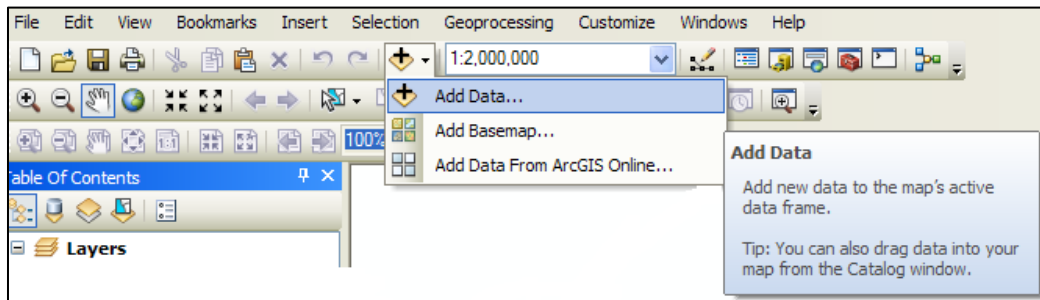 File Edit View Bookmarks Insert Selection Geoprocessing Customize Windows Help
1:2,000,000
Add Data...
Add Basemap...
100%
Add Data From ArcGIS Online...
Add Data
Add new data to the map's active
data frame.
Tip: You can also drag data into your
map from the Catalog window.
Table Of Contents
Layers